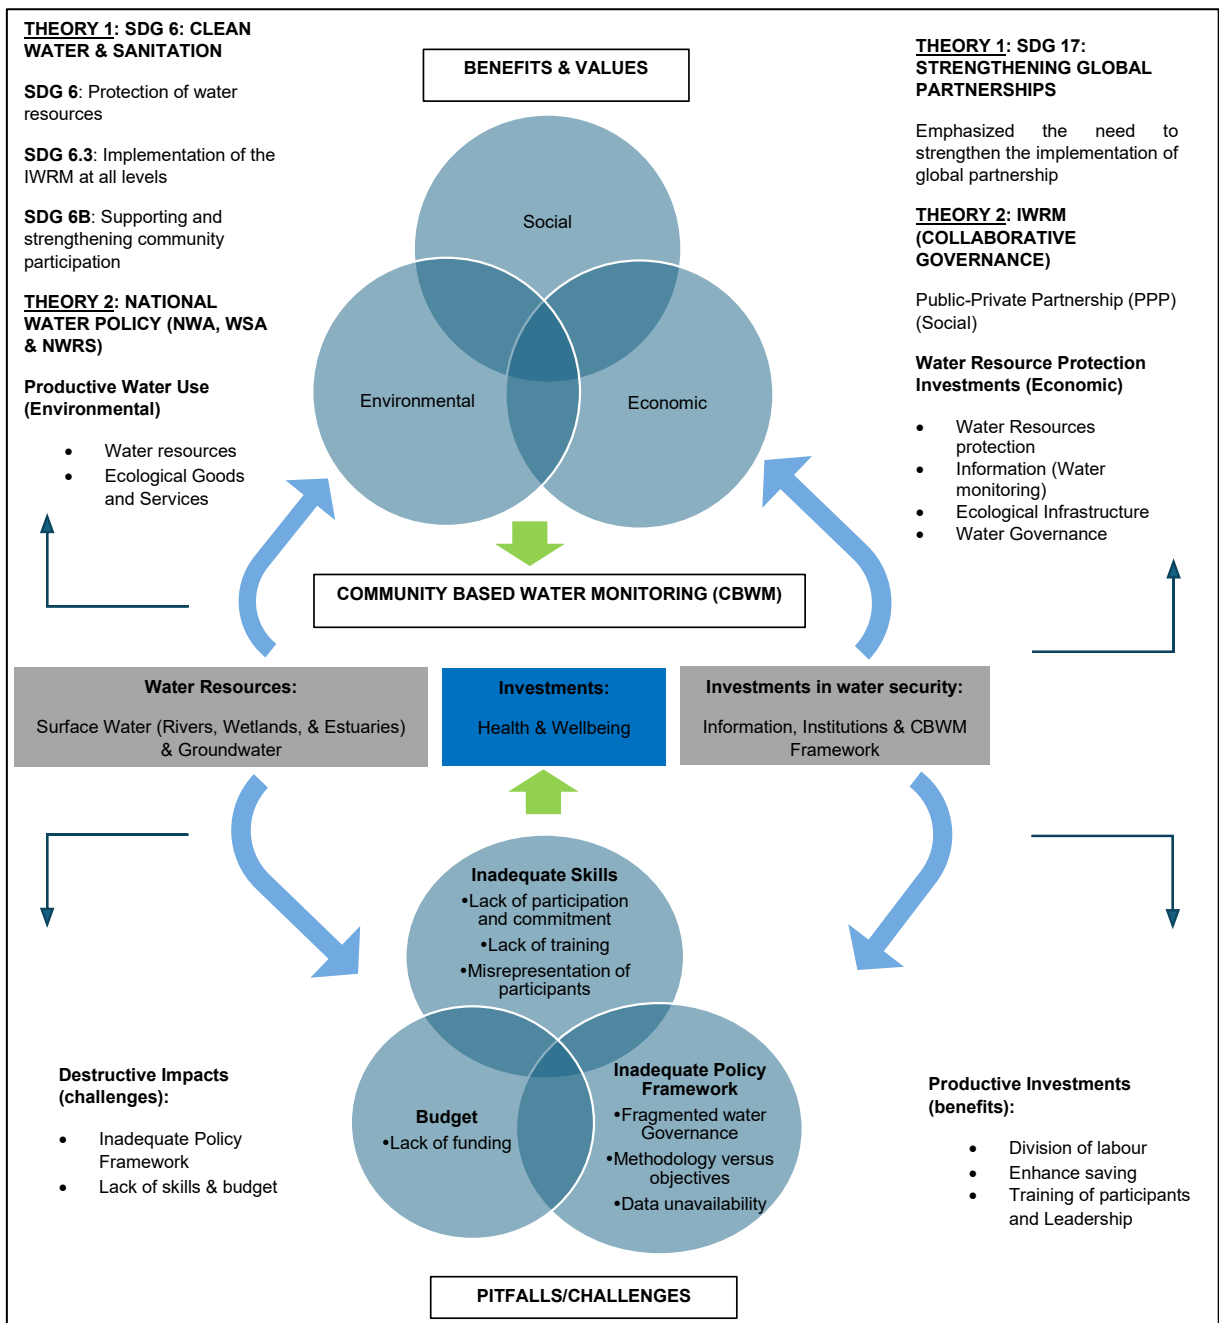 THEORY 1: SDG 6: CLEAN
WATER & SANITATION
SDG 6: Protection of water
resources
SDG 6.3: Implementation of the
IWRM at all levels
SDG 6B: Supporting and
strengthening community
participation
THEORY 2: NATIONAL
WATER POLICY (NWA, WSA
& NWRS)
Productive Water Use
(Environmental)
• Water resources
• Ecological Goods
and Services
BENEFITS & VALUES
Social
Environmental
Economic
THEORY 1: SDG 17:
STRENGTHENING GLOBAL
PARTNERSHIPS
Emphasized the need to
strengthen the implementation of
global partnership
THEORY 2: IWRM
(COLLABORATIVE
GOVERNANCE)
Public-Private Partnership (PPP)
(Social)
Water Resource Protection
Investments (Economic)
• Water Resources
protection
• Information (Water
monitoring)
• Ecological Infrastructure
• Water Governance
COMMUNITY BASED WATER MONITORING (CBWM)
Water Resources:
Surface Water (Rivers, Wetlands, & Estuaries)
& Groundwater
Investments:
Health & Wellbeing
Investments in water security:
Information, Institutions & CBWM
Framework
Inadequate Skills
•Lack of participation
and commitment
•Lack of training
•Misrepresentation of
participants
Budget
•Lack of funding
Inadequate Policy
Framework
•Fragmented water
Governance
•Methodology versus
objectives
•Data unavailability
Destructive Impacts
(challenges):
• Inadequate Policy
Framework
• Lack of skills & budget
Productive Investments
(benefits):
• Division of labour
• Enhance saving
• Training of participants
and Leadership
PITFALLS/CHALLENGES